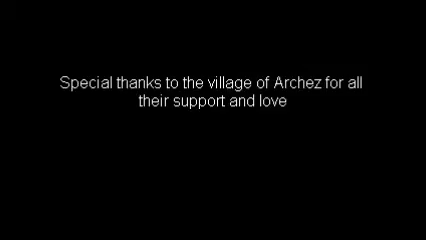 Special thanks to the village of Archez for all
their support and love